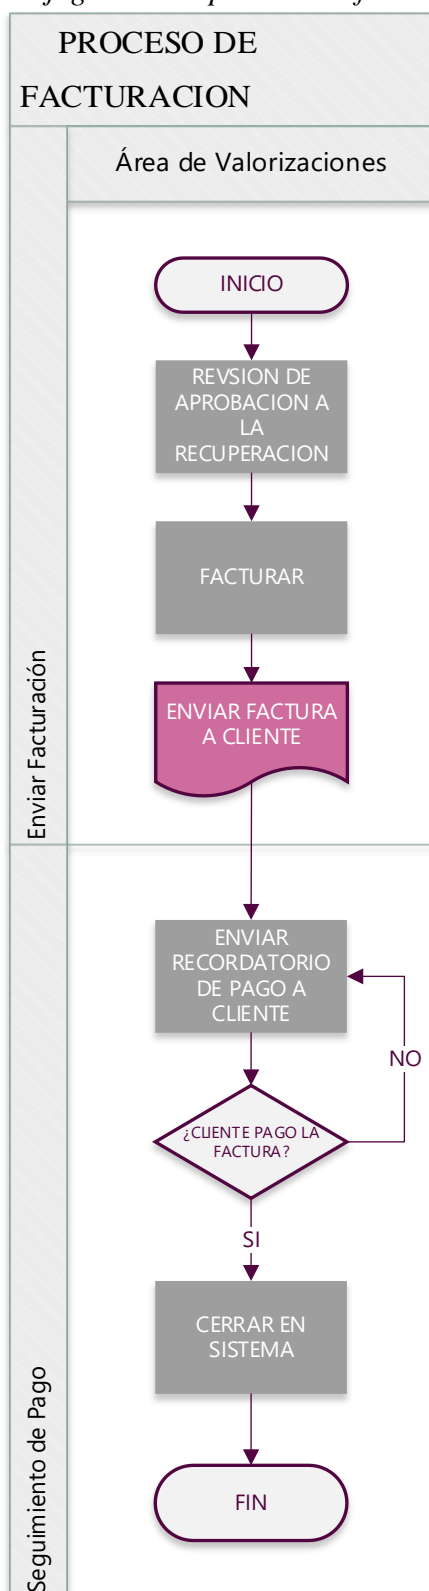 PROCESO DE
FACTURACION
Área de Valorizaciones
Enviar Facturación
INICIO
REVSION DE
APROBACION A
LA
RECUPERACION
FACTURAR
ENVIAR FACTURA
A CLIENTE
Seguimiento de Pago
ENVIAR
RECORDATORIO
DE PAGO A
CLIENTE
NO
¿CLIENTE PAGO LA
FACTURA?
SI
CERRAR EN
SISTEMA
FIN